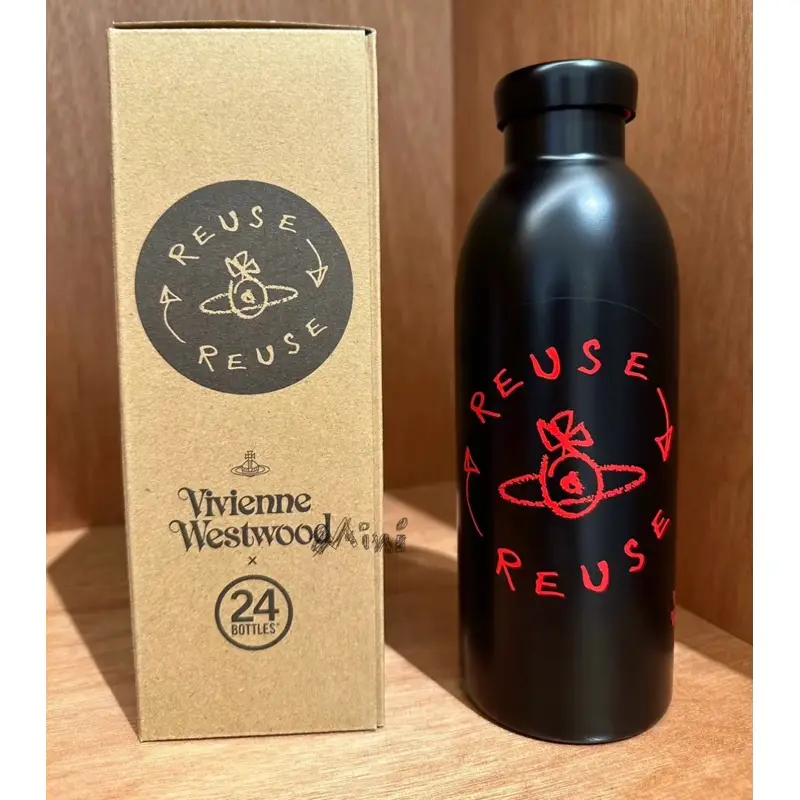 REUSE
REUSE
Vivienne
Westwood
×
24
BOTTLES®
REUSE
REUSE